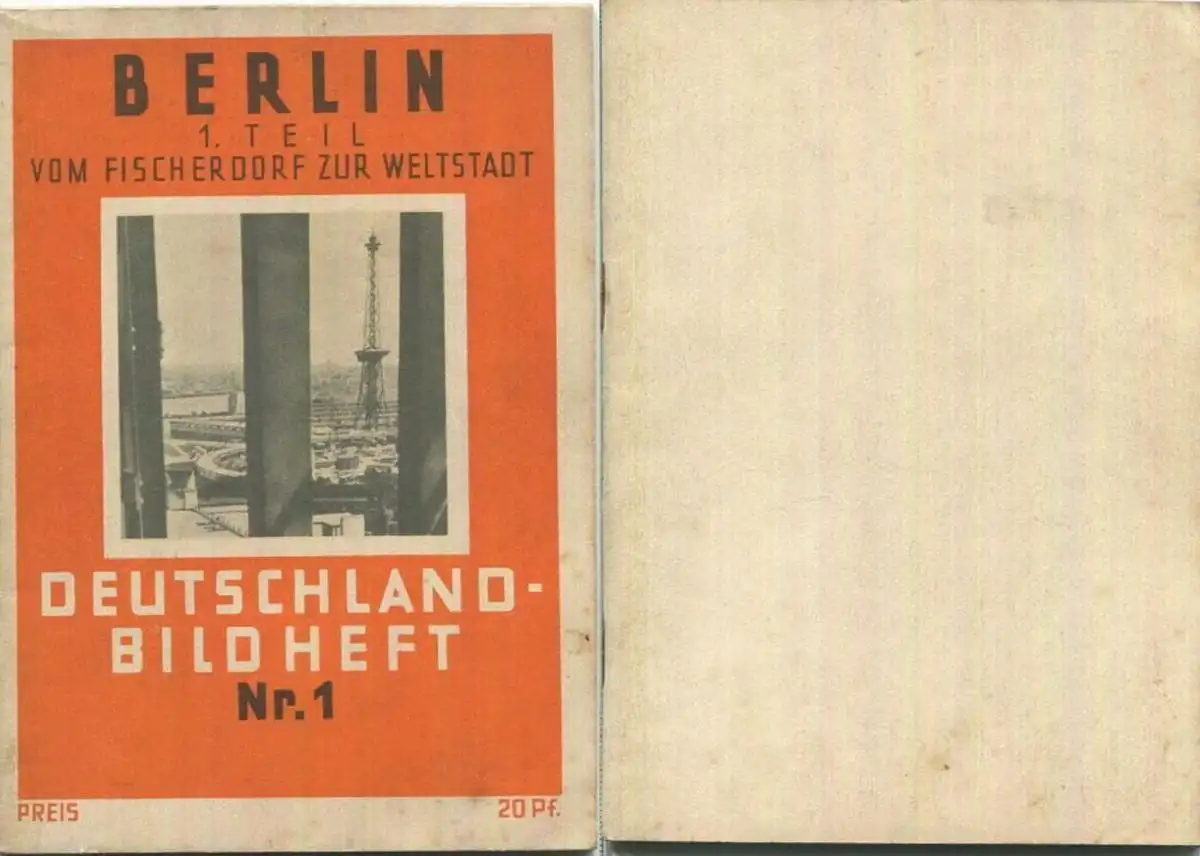 BERLIN
1. TEIL
VOM FISCHERDORF ZUR WELTSTADT
DEUTSCHLAND-
BILDHEFT
Nr. 1
PREIS 20 Pf.